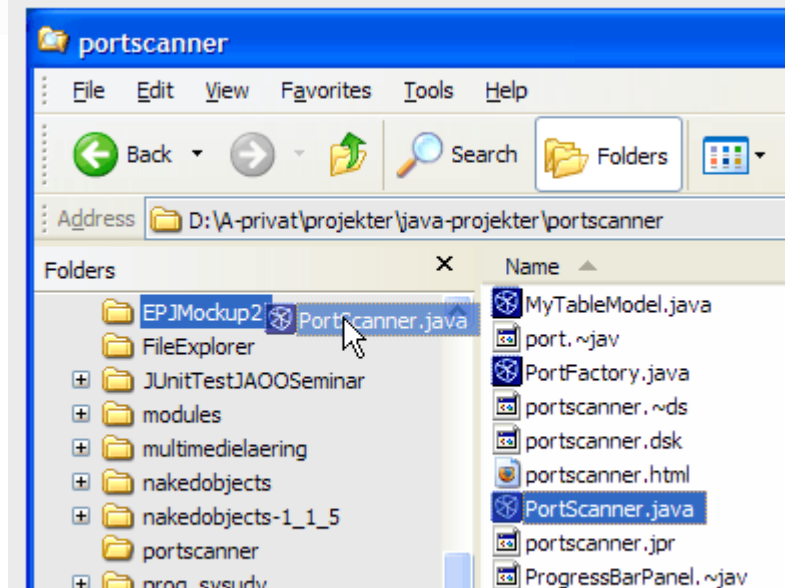 portscanner
File Edit View Favorites Tools Help
Back Search Folders
Address D:\A-privat\projekter\java-projekter\portscanner
Folders
EPJMockup2
PortScanner.java
FileExplorer
JUnitTestJAOOSeminar
modules
multimedielaering
nakedobjects
nakedobjects-1_1_5
portscanner
prog_sysudv
Name
MyTableModel.java
port.~jav
PortFactory.java
portscanner.~ds
portscanner.dsk
portscanner.html
PortScanner.java
portscanner.jpr
ProgressBarPanel.~jav